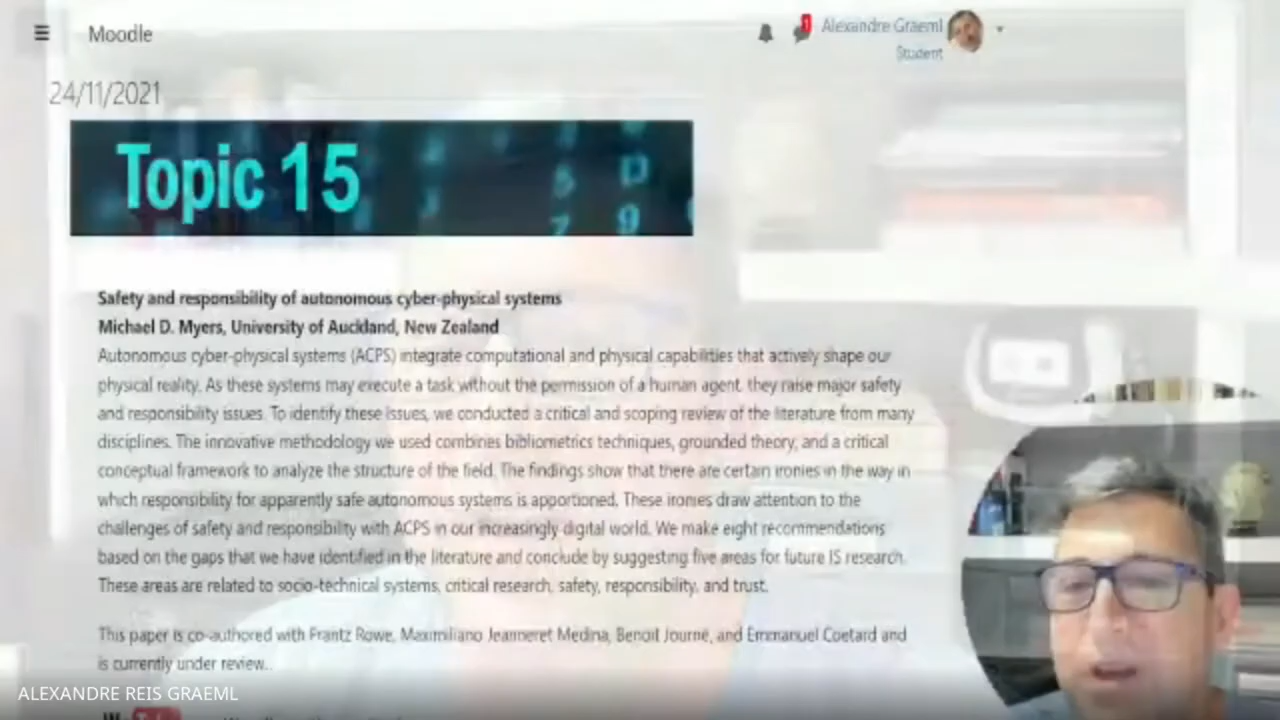 Moodle
1
Alexandre Graeml
Student
24/11/2021
Topic 15
Safety and responsibility of autonomous cyber-physical systems
Michael D. Myers, University of Auckland, New Zealand
Autonomous cyber-physical systems (ACPS) integrate computational and physical capabilities that actively shape our
physical reality. As these systems may execute a task without the permission of a human agent, they raise major safety
and responsibility issues. To identify these issues, we conducted a critical and scoping review of the literature from many
disciplines. The innovative methodology we used combines bibliometrics techniques, grounded theory, and a critical
conceptual framework to analyze the structure of the field. The findings show that there are certain ironies in the way in
which responsibility for apparently safe autonomous systems is apportioned. These ironies draw attention to the
challenges of safety and responsibility with ACPS in our increasingly digital world. We make eight recommendations
based on the gaps that we have identified in the literature and conclude by suggesting five areas for future IS research.
These areas are related to socio-technical systems, critical research, safety, responsibility, and trust.
This paper is co-authored with Frantz Rowe, Maximiliano Jeanneret Medina, Benoit Journé, and Emmanuel Coetard and
is currently under review..
ALEXANDRE REIS GRAEML